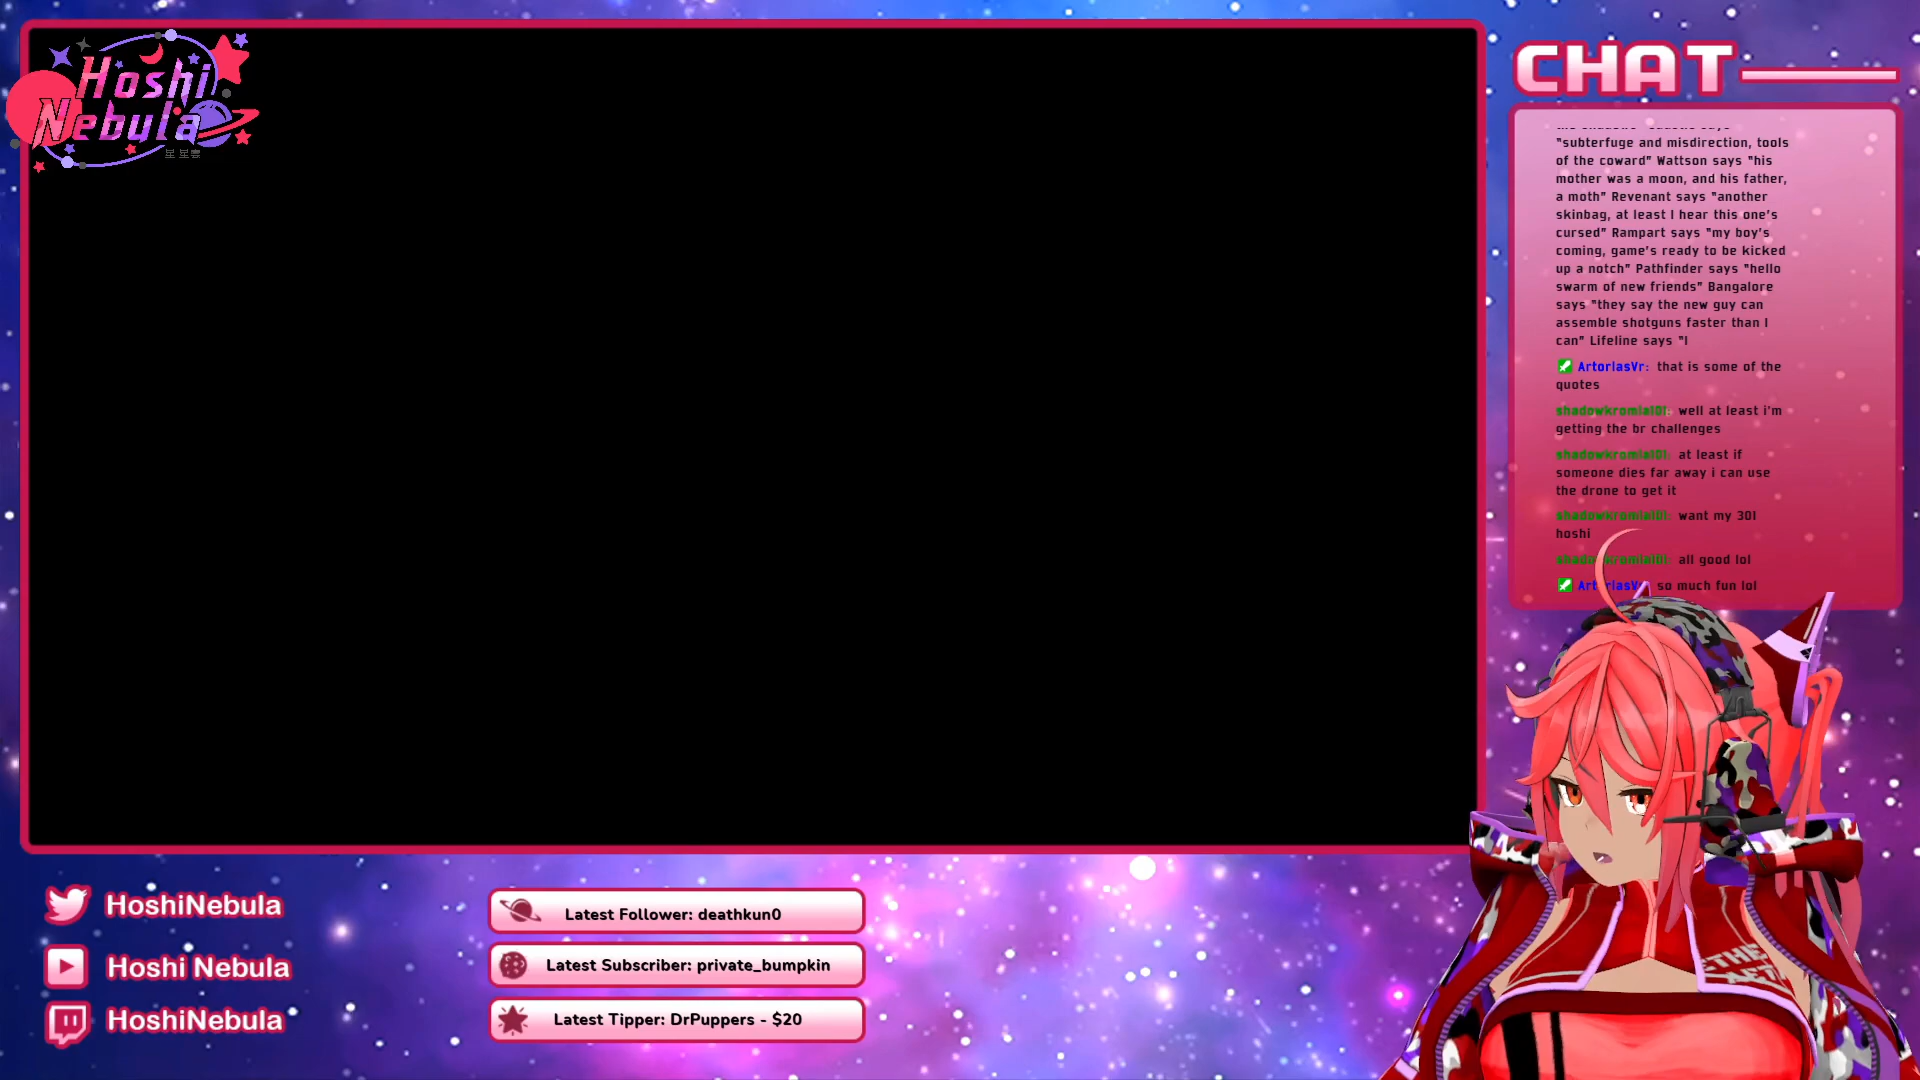 Hoshi
Nebula
CHAT
"subterfuge and misdirection, tools
of the coward" Wattson says "his
mother was a moon, and his father,
a moth" Revenant says "another
skinbag, at least I hear this one's
cursed" Rampart says "my boy's
coming, game's ready to be kicked
up a notch" Pathfinder says "hello
swarm of new friends" Bangalore
says "they say the new guy can
assemble shotguns faster than I
can" Lifeline says "I
ArtoriasVr: that is some of the
quotes
well at least i'm
getting the br challenges
at least if
someone dies far away i can use
the drone to get it
want my 301
hoshi
all good lol
so much fun lol
HoshiNebula
Hoshi Nebula
HoshiNebula
Latest Follower: deathkun0
Latest Subscriber: private_bumpkin
Latest Tipper: DrPuppers - $20